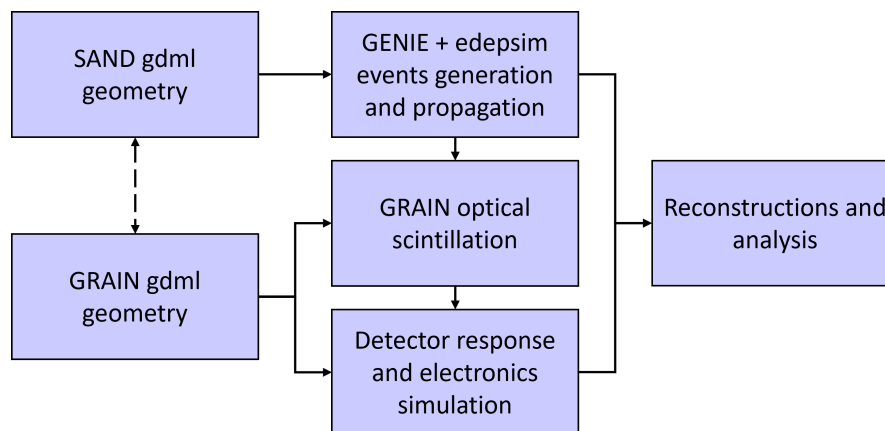 SAND gdml
geometry
GENIE + edepsim
events generation
and propagation
GRAIN optical
scintillation
Reconstructions and
analysis
GRAIN gdml
geometry
Detector response
and electronics
simulation